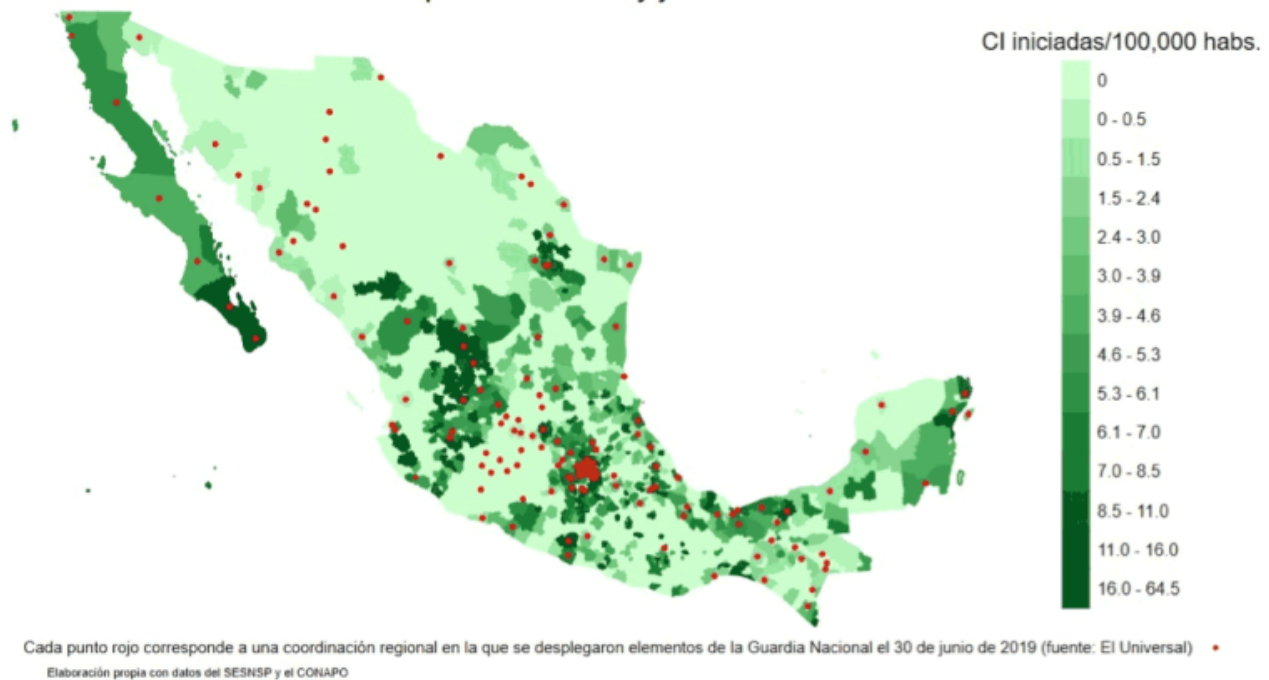 CI iniciadas/100,000 habs.
0
0 - 0.5
0.5 - 1.5
1.5 - 2.4
2.4 - 3.0
3.0 - 3.9
3.9 - 4.6
4.6 - 5.3
5.3 - 6.1
6.1 - 7.0
7.0 - 8.5
8.5 - 11.0
11.0 - 16.0
16.0 - 64.5
Cada punto rojo corresponde a una coordinación regional en la que se desplegaron elementos de la Guardia Nacional el 30 de junio de 2019 (fuente: El Universal)
Elaboración propia con datos del SESNSP y el CONAPO